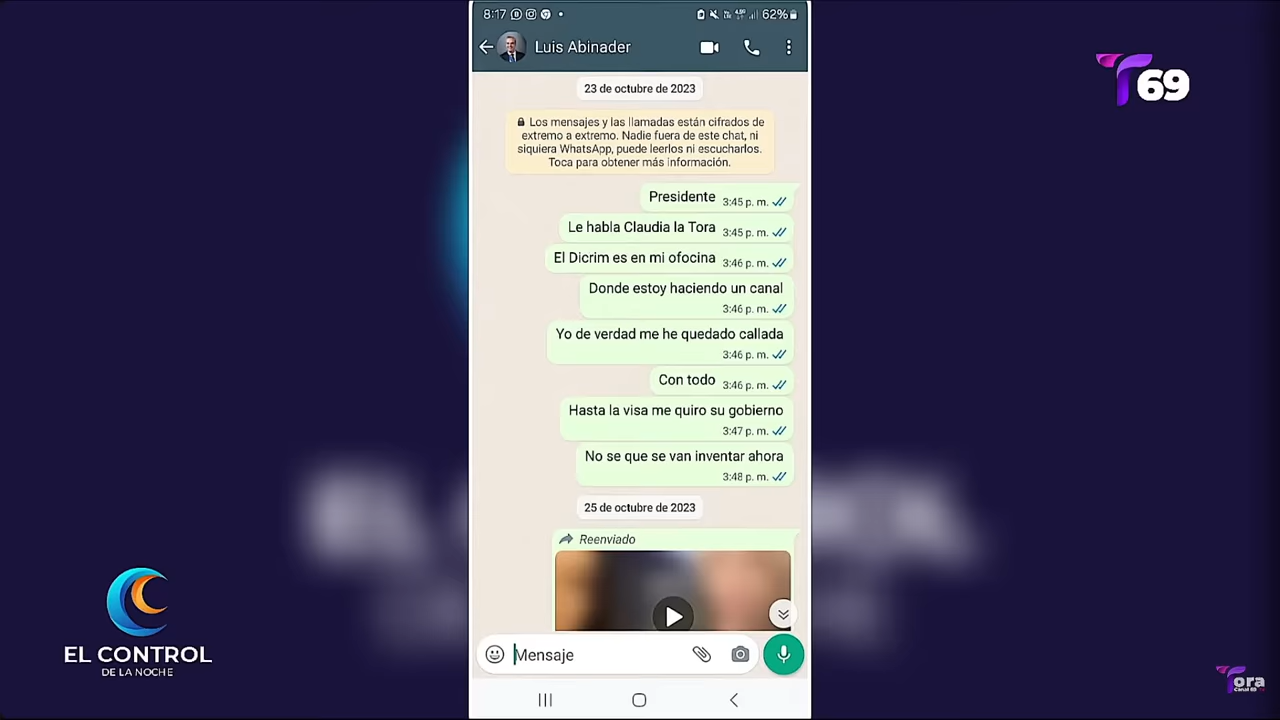 8:17
62%
Luis Abinader
T69
23 de octubre de 2023
Los mensajes y las llamadas están cifrados de
extremo a extremo. Nadie fuera de este chat, ni
siquiera WhatsApp, puede leerlos ni escucharlos.
Toca para obtener más información.
Presidente 3:45 p. m.
Le habla Claudia la Tora 3:45 p. m.
El Dicrim es en mi ofocina 3:46 p. m.
Donde estoy haciendo un canal
3:46 p. m.
Yo de verdad me he quedado callada
3:46 p. m.
Con todo 3:46 p. m.
Hasta la visa me quiro su gobierno
3:47 p. m.
No se que se van inventar ahora
3:48 p. m.
25 de octubre de 2023
Reenviado
Mensaje
EL CONTROL
DE LA NOCHE
Tora
Canal 69